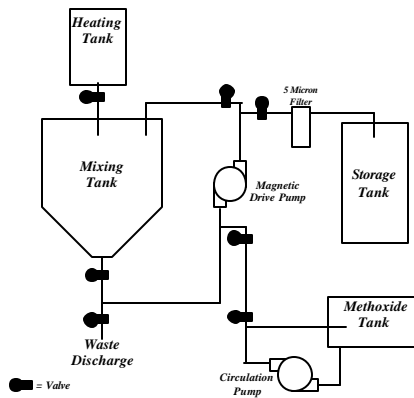 Heating
Tank
5 Micron
Filter
Mixing
Tank
Magnetic
Drive Pump
Storage
Tank
Methoxide
Tank
Waste
Discharge
Circulation
Pump
= Valve